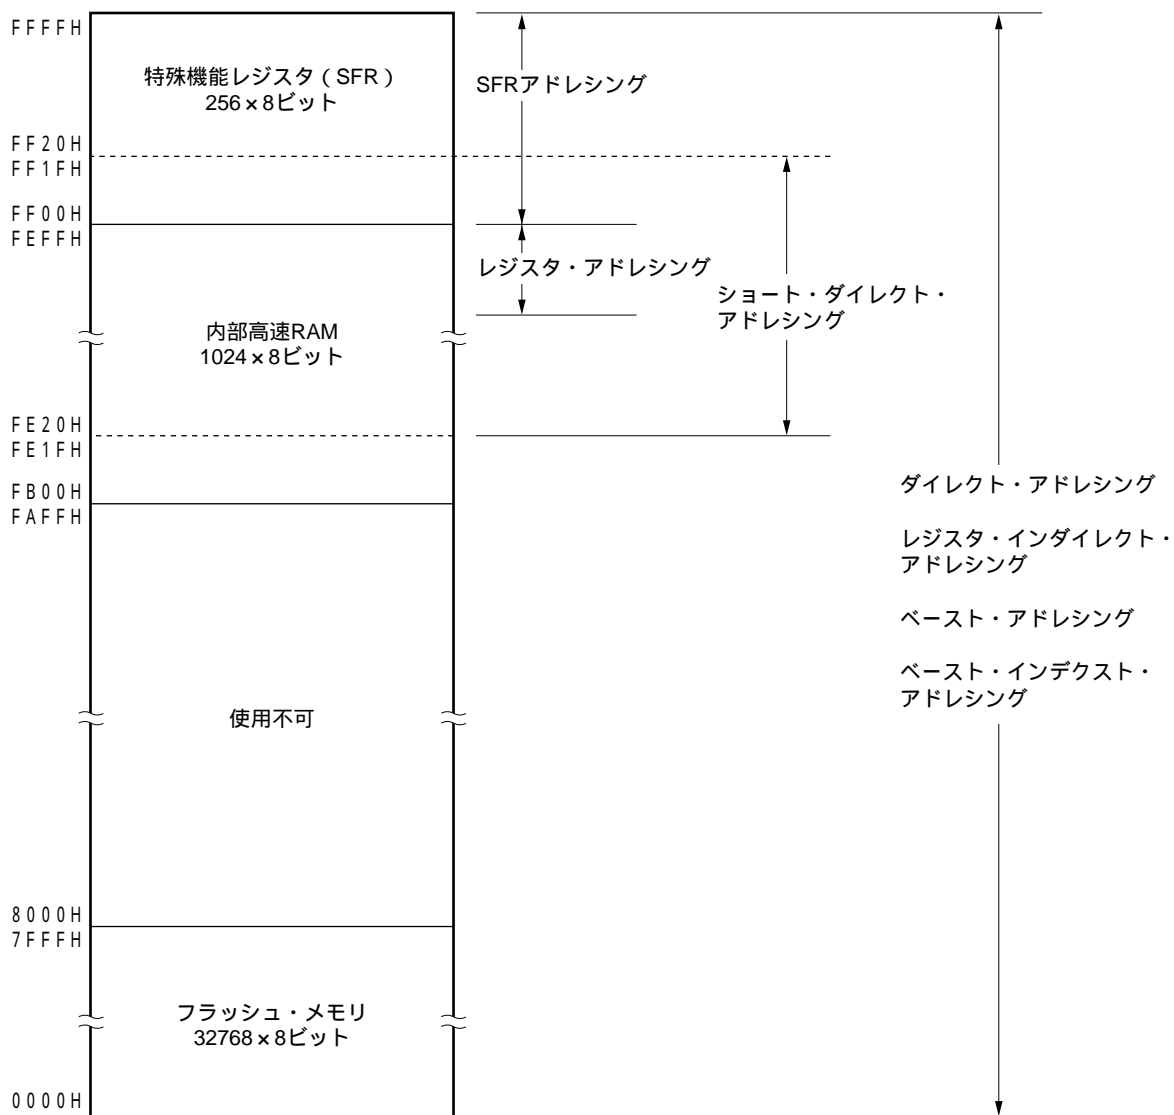 FFFFH
特殊機能レジスタ（SFR）
256×8ビット
SFRアドレシング
FF20H
FF1FH
FF00H
FEFFH
レジスタ・アドレシング
ショート・ダイレクト・
アドレシング
内部高速RAM
1024×8ビット
FE20H
FE1FH
FB00H
FAFFH
ダイレクト・アドレシング
レジスタ・インダイレクト・
アドレシング
ベースト・アドレシング
ベースト・インデクスト・
アドレシング
使用不可
8000H
7FFFH
フラッシュ・メモリ
32768×8ビット
0000H